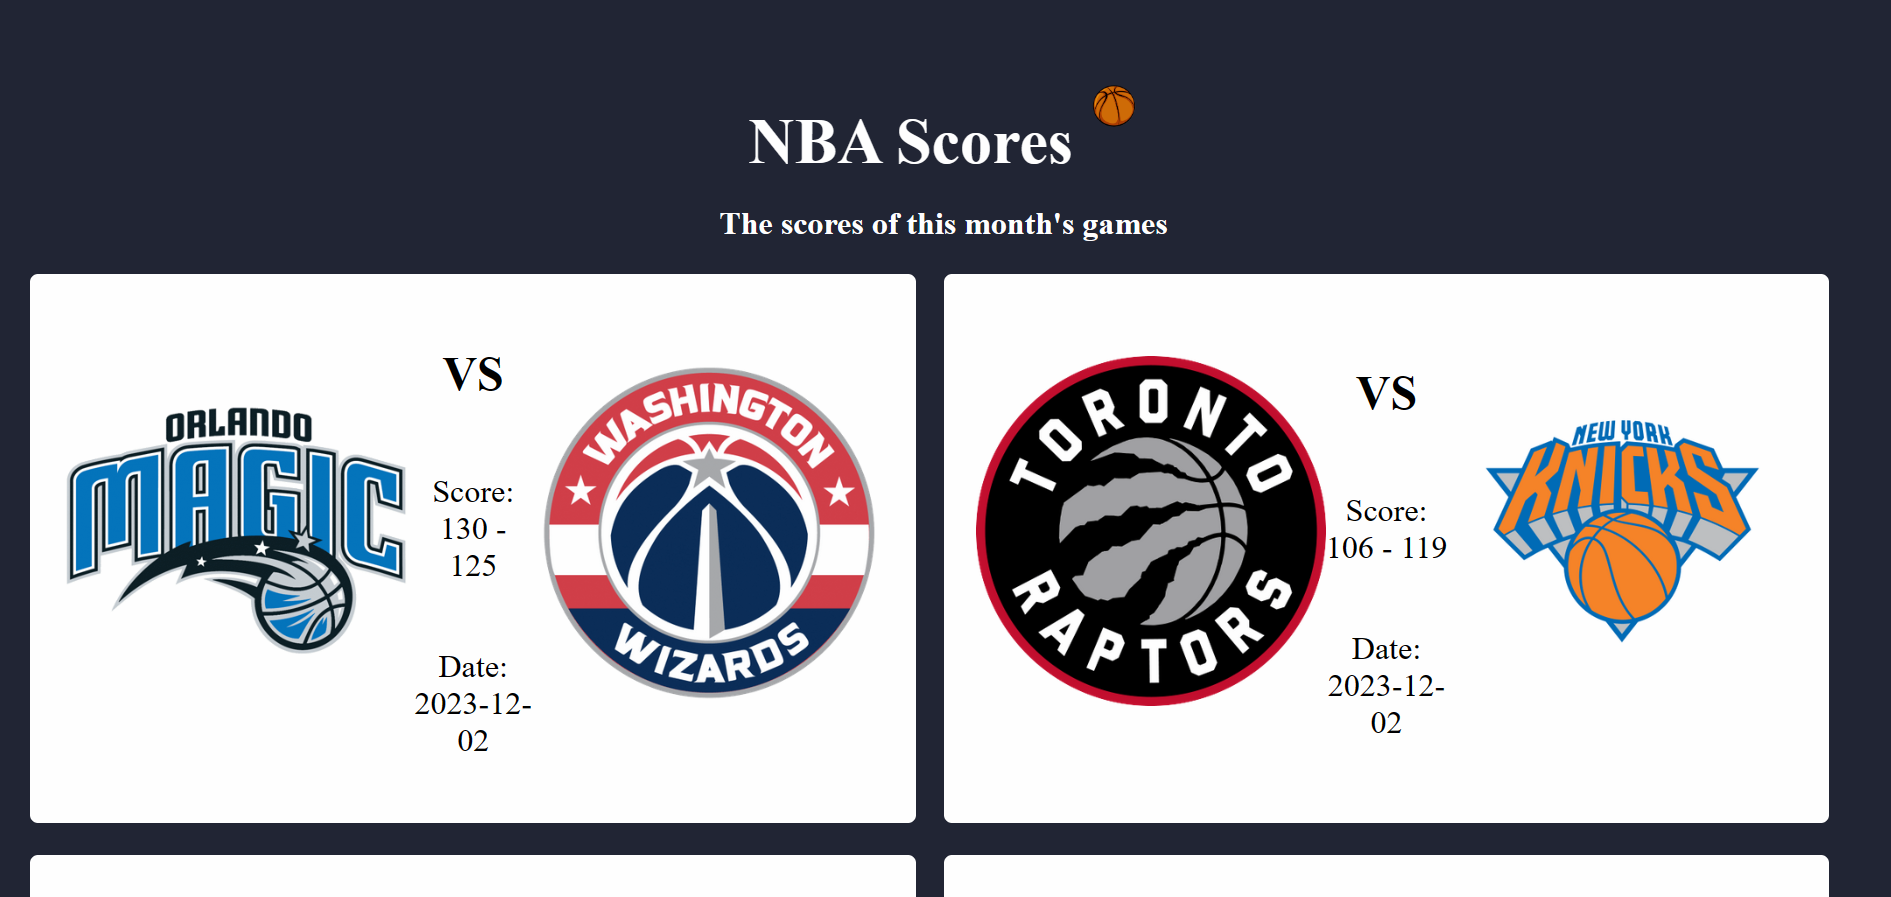 NBA Scores
The scores of this month's games
ORLANDO
MAGIC
VS
Score:
130 -
125
Date:
2023-12-
02
WASHINGTON
WIZARDS
TORONTO
RAPTORS
VS
Score:
106 - 119
Date:
2023-12-
02
NEW YORK
KNICKS